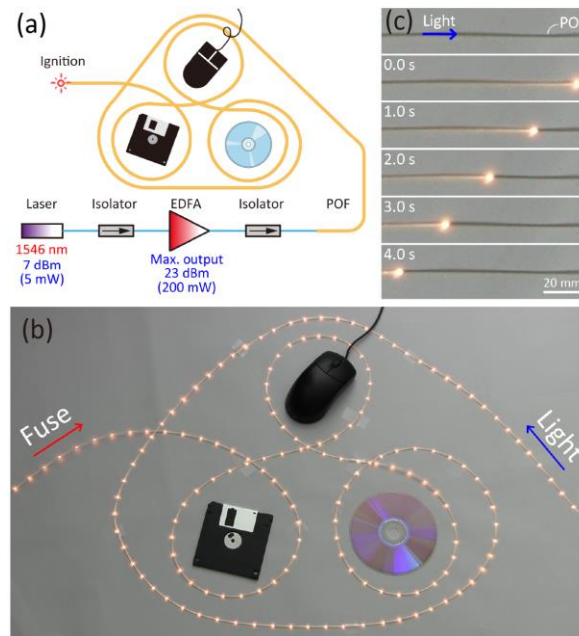 (a)
Ignition
Laser
Isolator
EDFA
Isolator
POF
1546 nm
7 dBm
(5 mW)
Max. output
23 dBm
(200 mW)
(c)
Light
PO
0.0 s
1.0 s
2.0 s
3.0 s
4.0 s
20 mm
(b)
Fuse
Light